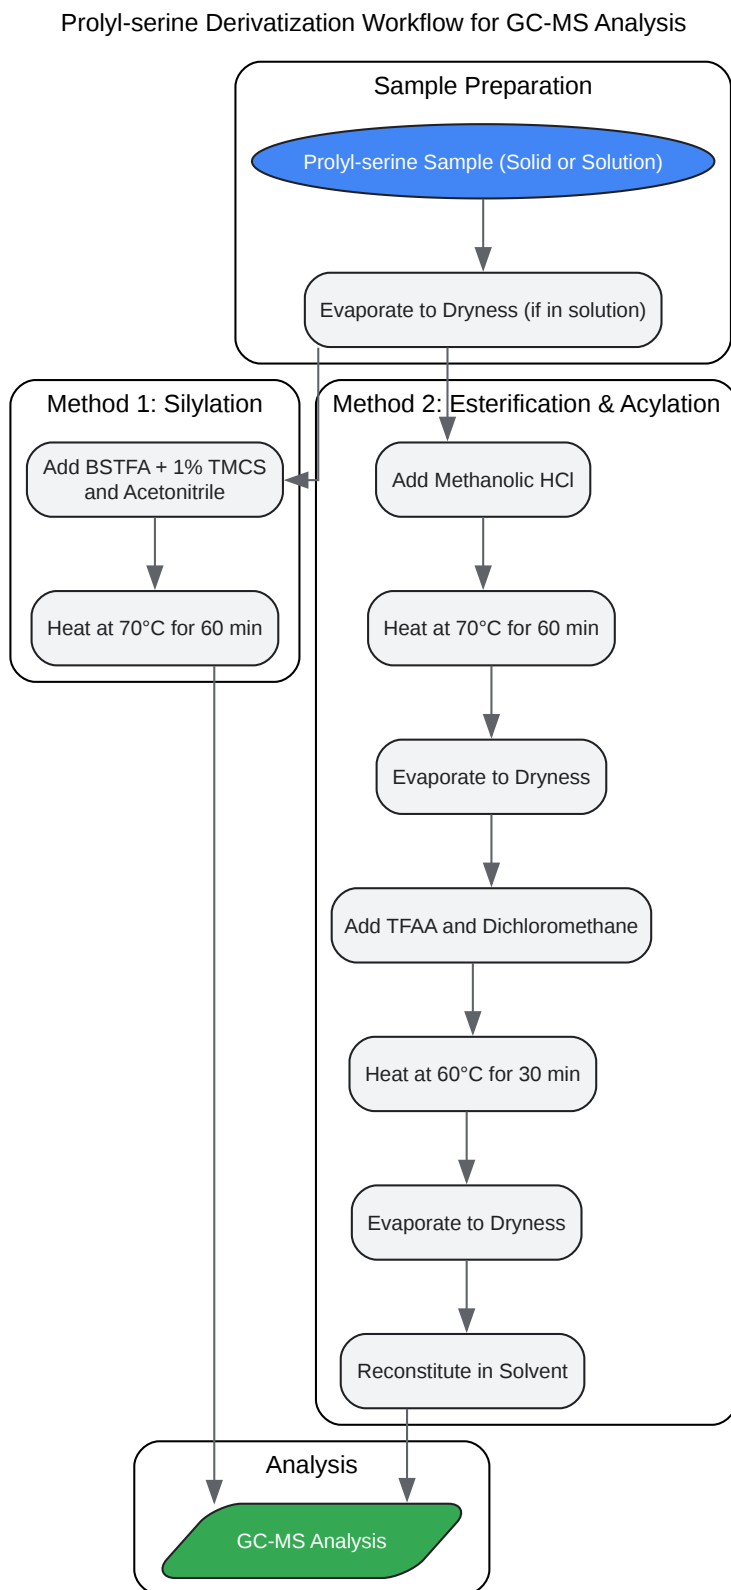 Prolyl-serine Derivatization Workflow for GC-MS Analysis
Sample Preparation
Prolyl-serine Sample (Solid or Solution)
Evaporate to Dryness (if in solution)
Method 1: Silylation
Add BSTFA + 1% TMCS
and Acetonitrile
Heat at 70°C for 60 min
Method 2: Esterification & Acylation
Add Methanolic HCl
Heat at 70°C for 60 min
Evaporate to Dryness
Add TFAA and Dichloromethane
Heat at 60°C for 30 min
Evaporate to Dryness
Reconstitute in Solvent
Analysis
GC-MS Analysis